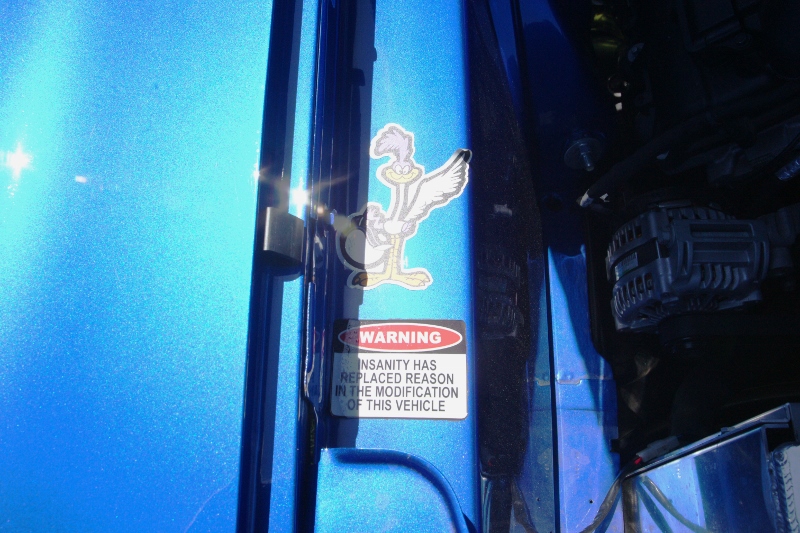 WARNING
INSANITY HAS
REPLACED REASON
IN THE MODIFICATION
OF THIS VEHICLE